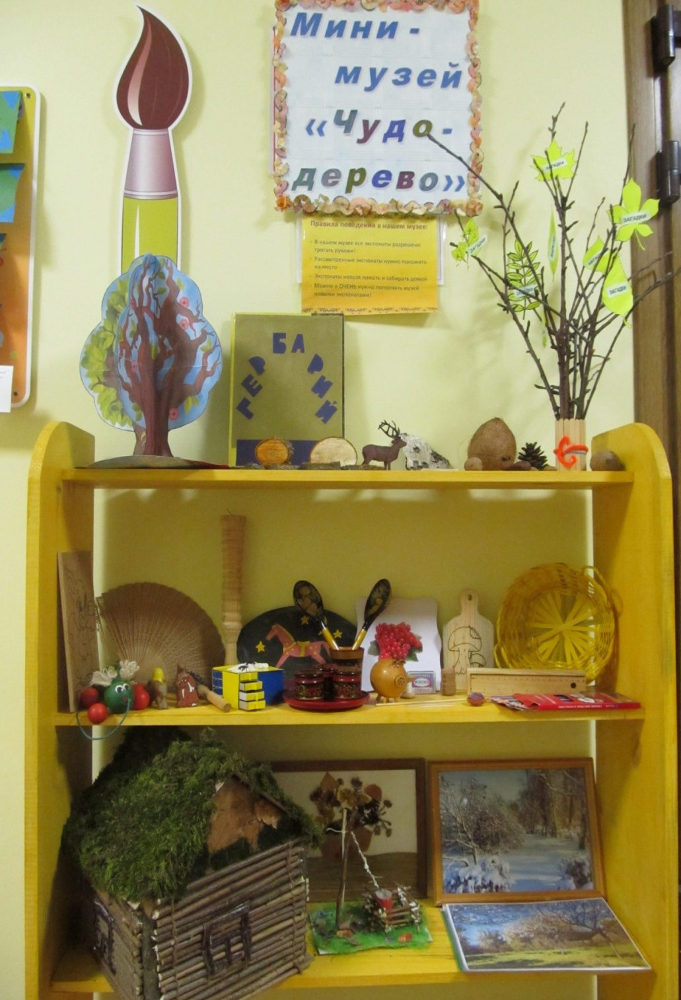 Мини-
музей
«Чудо-
дерево»
Правила поведения в нашем музее:
В нашем музее все экспонаты разрешено
трогать руками!
Рассмотренные экспонаты нужно положить
на место
Экспонаты нельзя ломать и забирать домой
Можно и ОЧЕНЬ нужно пополнять музей
новыми экспонатами!
ГЕРБАРИЙ
ЗАГАДКИ
ЗАГАДКИ
ЗАГАДКИ
ЗАГАДКИ